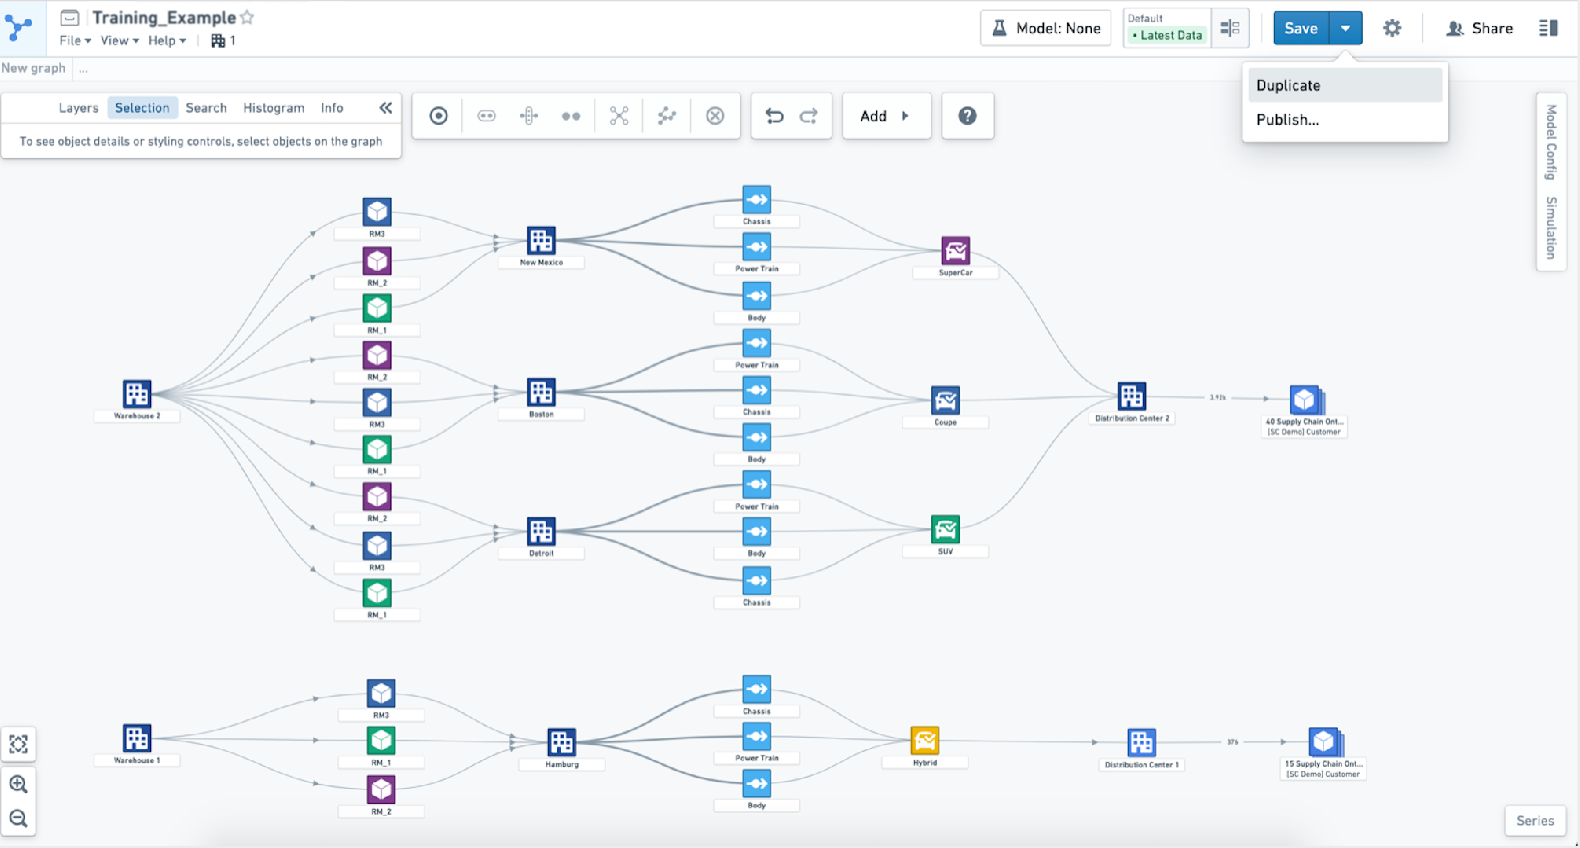 Training_Example
File View Help 1
Model: None
Default
Latest Data
Save
Share
New graph ...
Duplicate
Publish...
Layers Selection Search Histogram Info
To see object details or styling controls, select objects on the graph
Add
Model Config
Simulation
RM3
RM_2
RM_1
RM_2
RM3
RM_1
RM_2
RM3
RM_1
Warehouse 2
New Mexico
Boston
Detroit
Chassis
Power Train
Body
Power Train
Chassis
Body
Power Train
Body
Chassis
SuperCar
Coupe
SUV
Distribution Center 2
40 Supply Chain Ont...
[SC Demo] Customer
Warehouse 1
RM3
RM_1
RM_2
Hamburg
Chassis
Power Train
Body
Hybrid
Distribution Center 1
376
15 Supply Chain Ont...
[SC Demo] Customer
Series